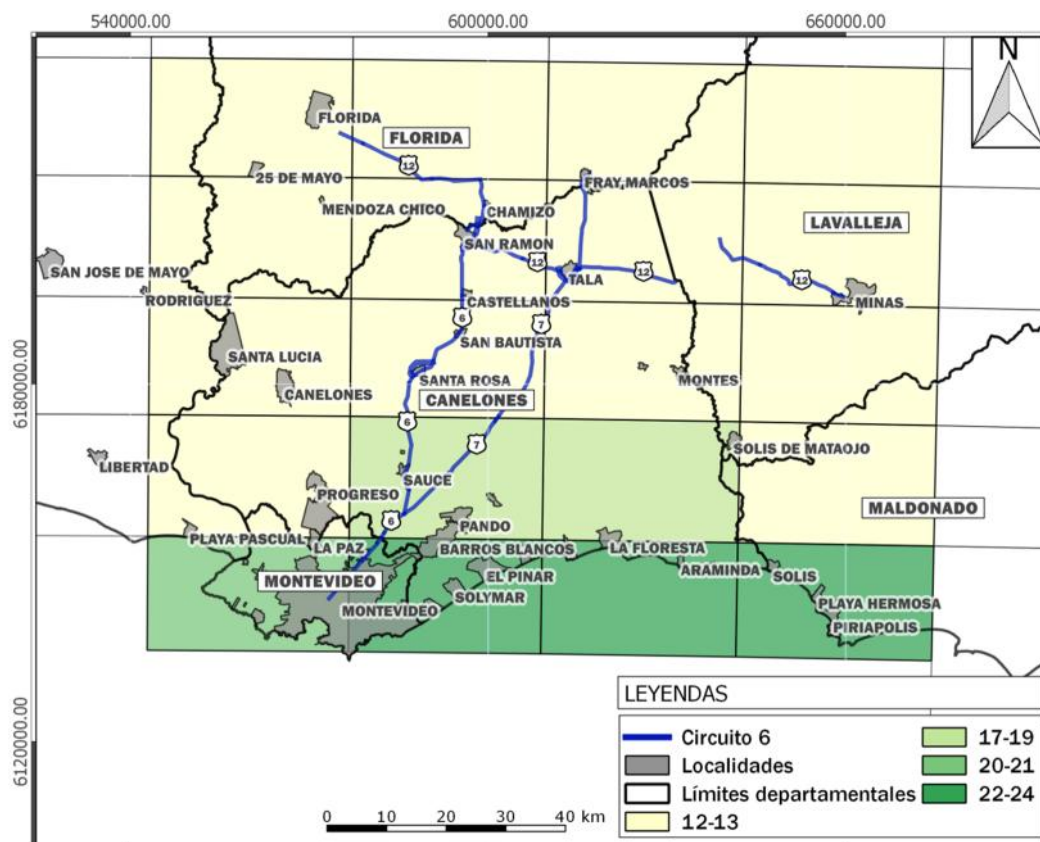 540000.00
600000.00
660000.00
N
FLORIDA
FLORIDA
12
25 DE MAYO
FRAY MARCOS
MENDOZA CHICO
CHAMIZO
LAVALLEJA
SAN RAMON
SAN JOSE DE MAYO
12
12
12
TALA
RODRIGUEZ
CASTELLANOS
MINAS
6
7
SAN BAUTISTA
SANTA LUCIA
6180000.00
SANTA ROSA
MONTES
CANELONES
CANELONES
6
7
SOLIS DE MATAOJO
LIBERTAD
SAUCE
PROGRESO
MALDONADO
6
PANDO
PLAYA PASCUAL
LA PAZ
BARROS BLANCOS
LA FLORESTA
ARAMINDA
MONTEVIDEO
EL PINAR
SOLIS
SOLYMAR
MONTEVIDEO
PLAYA HERMOSA
PIRIAPOLIS
6120000.00
LEYENDAS
Circuito 6
Localidades
Límites departamentales
12-13
17-19
20-21
22-24
0 10 20 30 40 km